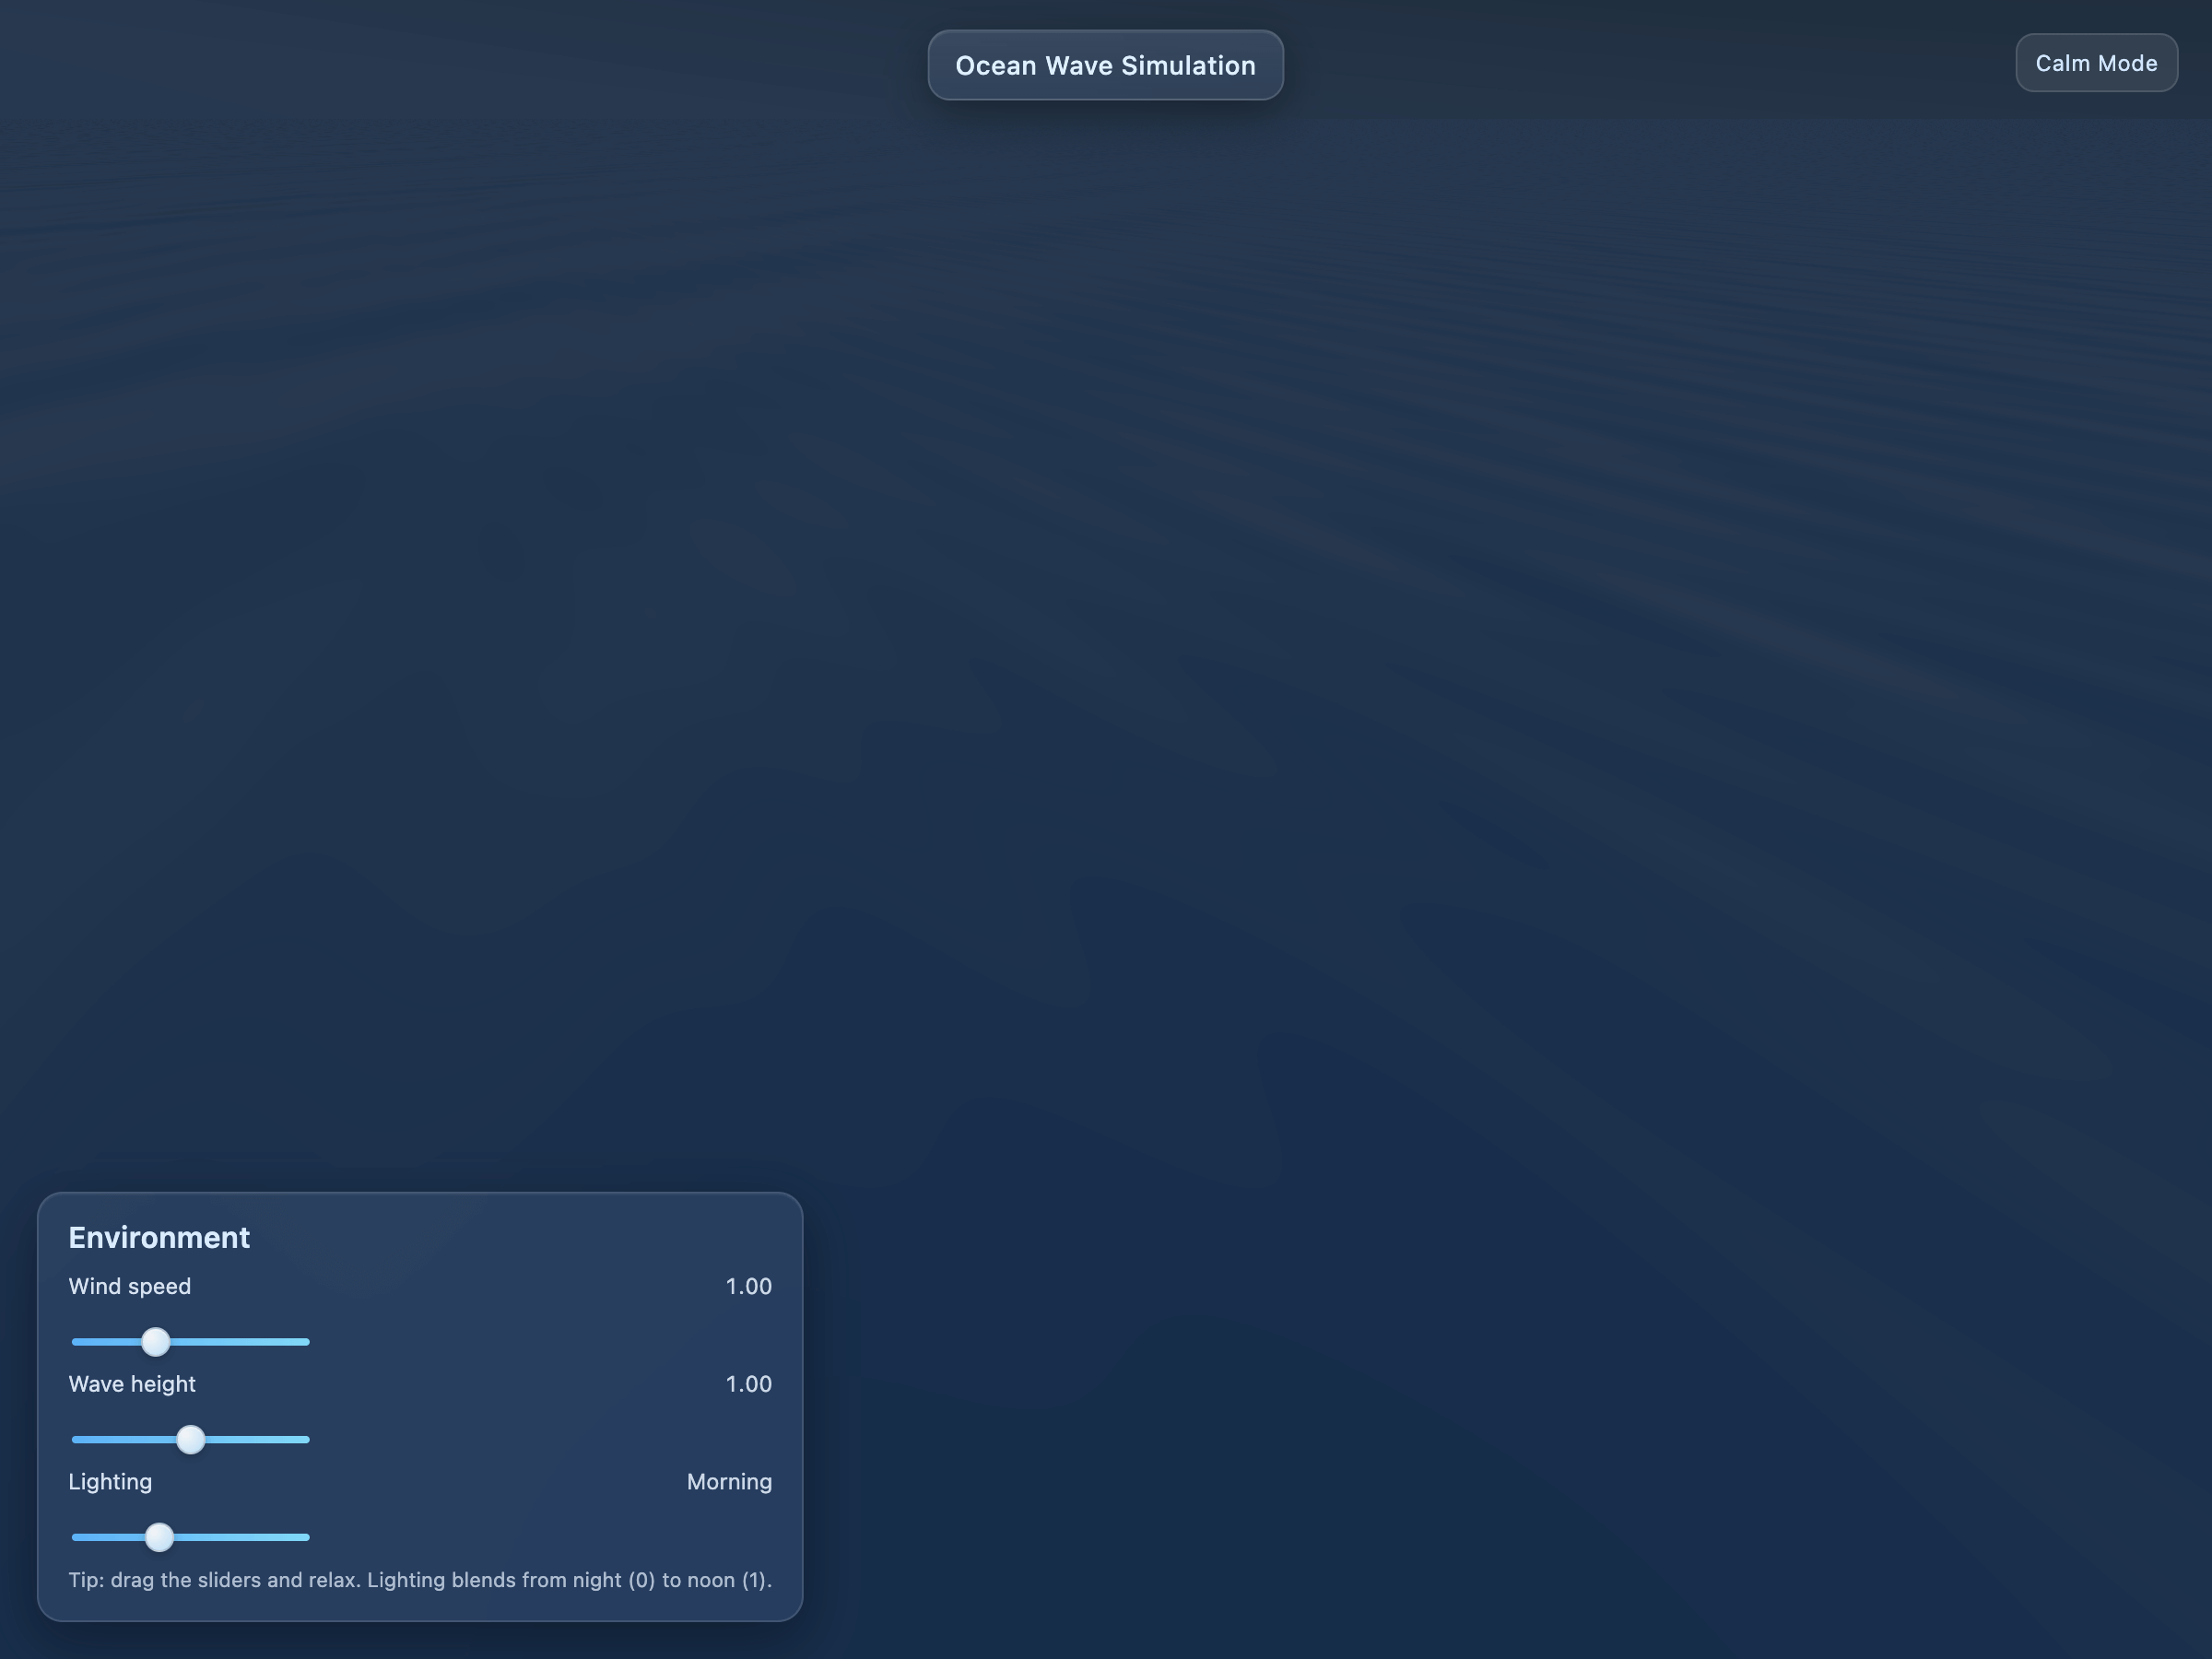 Ocean Wave Simulation
Calm Mode
Environment
Wind speed 1.00
Wave height 1.00
Lighting Morning
Tip: drag the sliders and relax. Lighting blends from night (0) to noon (1).